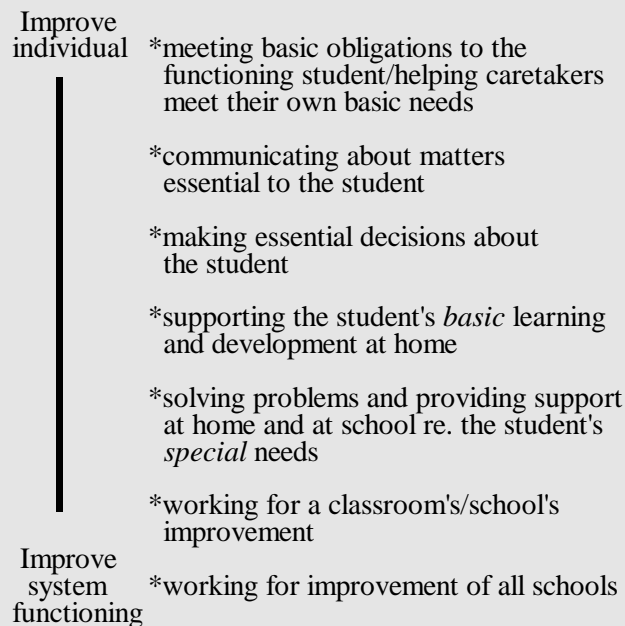 Improve
individual
*meeting basic obligations to the
functioning student/helping caretakers
meet their own basic needs
*communicating about matters
essential to the student
*making essential decisions about
the student
*supporting the student's basic learning
and development at home
*solving problems and providing support
at home and at school re. the student's
special needs
*working for a classroom's/school's
improvement
Improve
system
functioning
*working for improvement of all schools